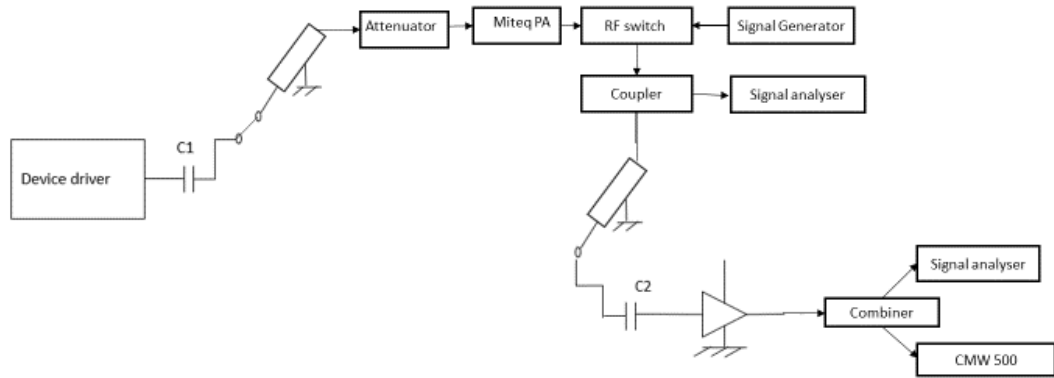 Attenuator
Miteq PA
RF switch
Signal Generator
Coupler
Signal analyser
C1
Device driver
Signal analyser
C2
Combiner
CMW 500